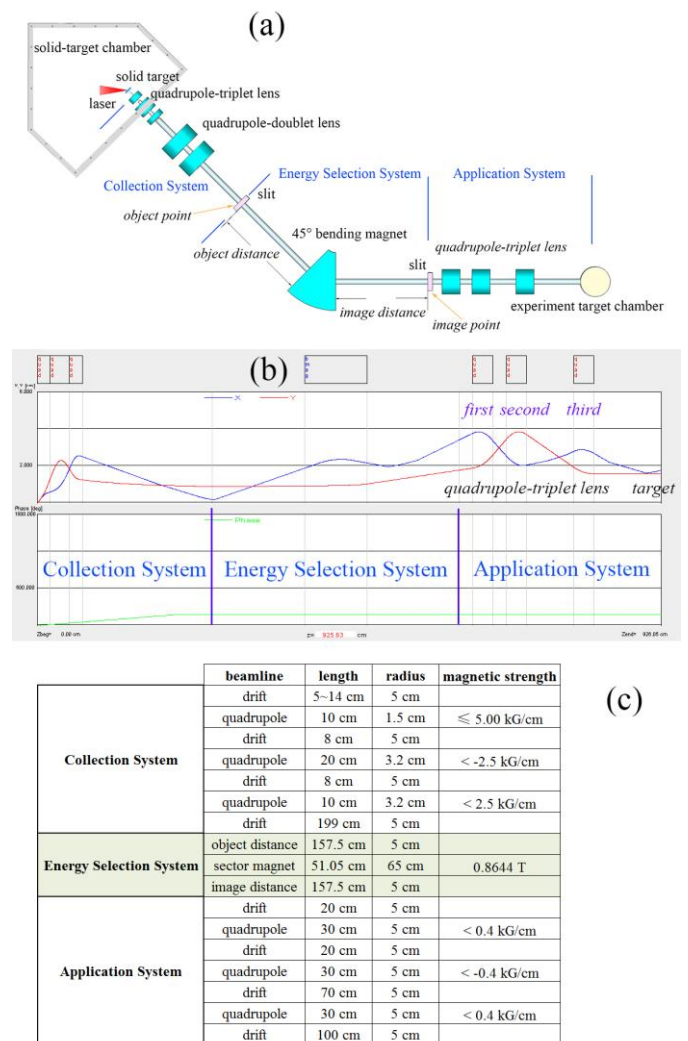 (a)
solid-target chamber
solid target
quadrupole-triplet lens
laser
quadrupole-doublet lens
Collection System
Energy Selection System
Application System
slit
object point
45° bending magnet
quadrupole-triplet lens
object distance
slit
image distance
experiment target chamber
image point
(b)
X
Y
first second third
2.000
quadrupole-triplet lens target
Phase [deg]
Phase
Collection System
Energy Selection System
Application System
Zbeg= 0.00 cm
z= 925.63 cm
(c)
beamline length radius magnetic strength
Collection System
drift 5~14 cm 5 cm
quadrupole 10 cm 1.5 cm ≤ 5.00 kG/cm
drift 8 cm 5 cm
quadrupole 20 cm 3.2 cm < -2.5 kG/cm
drift 8 cm 5 cm
quadrupole 10 cm 3.2 cm < 2.5 kG/cm
drift 199 cm 5 cm
Energy Selection System
object distance 157.5 cm 5 cm
sector magnet 51.05 cm 65 cm 0.8644 T
image distance 157.5 cm 5 cm
Application System
drift 20 cm 5 cm
quadrupole 30 cm 5 cm < 0.4 kG/cm
drift 20 cm 5 cm
quadrupole 30 cm 5 cm < -0.4 kG/cm
drift 70 cm 5 cm
quadrupole 30 cm 5 cm < 0.4 kG/cm
drift 100 cm 5 cm